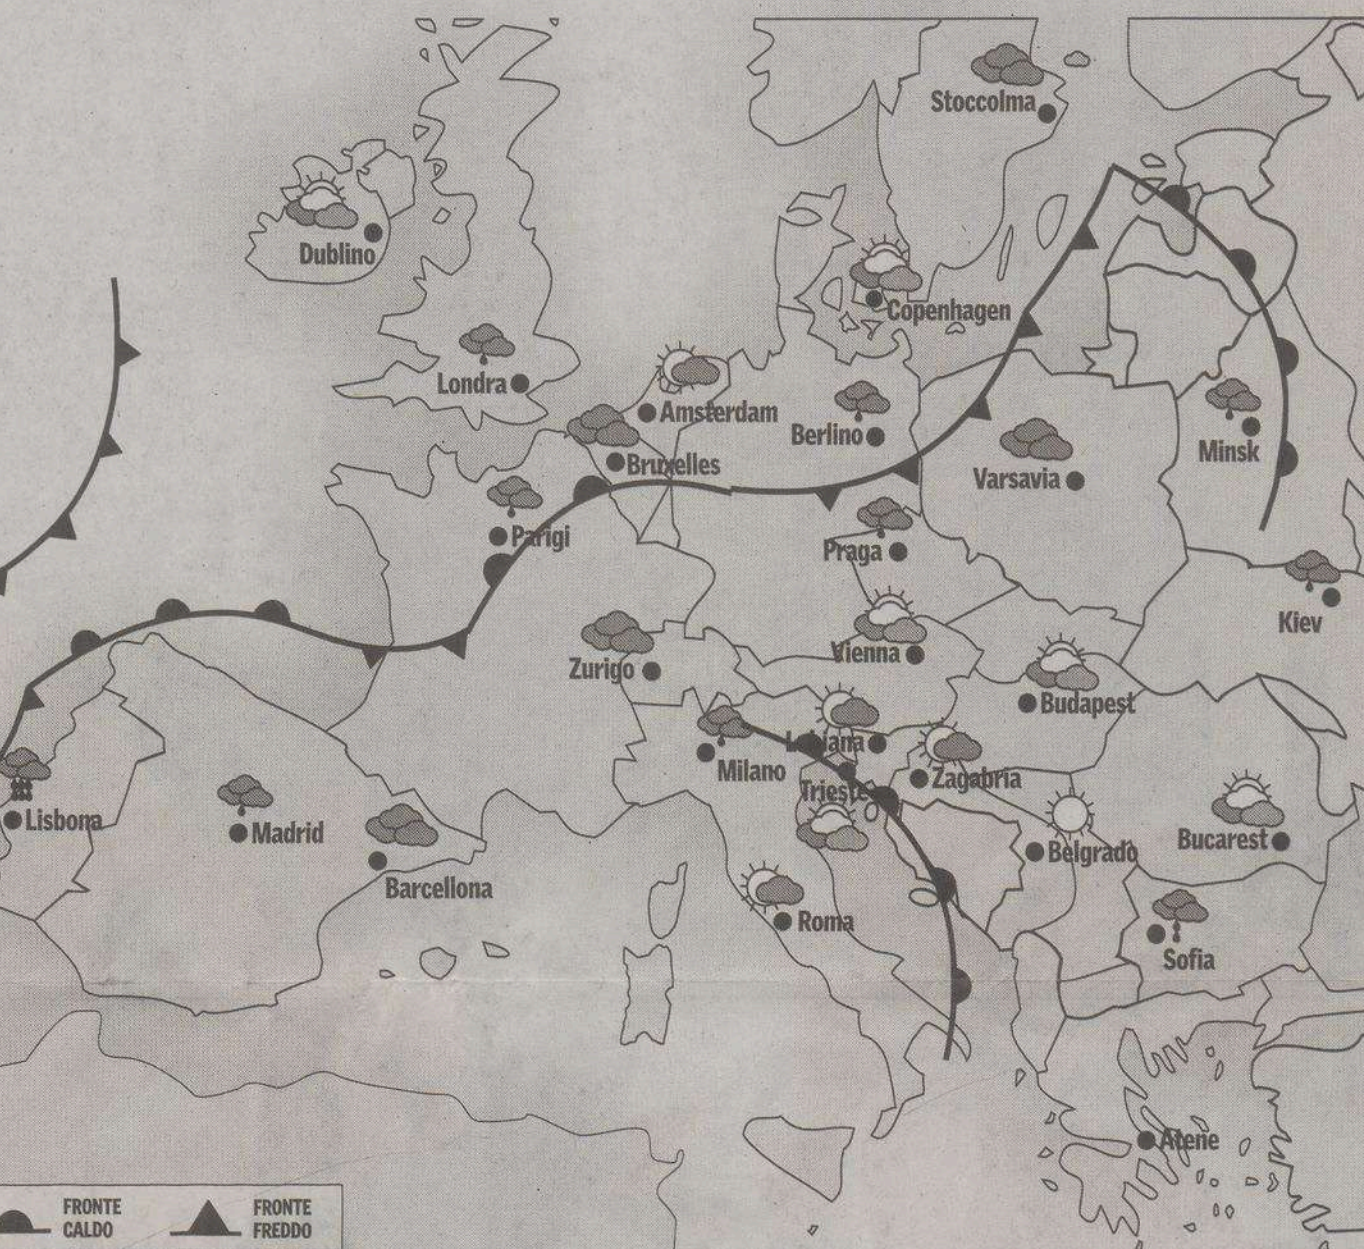 Stoccolma
Dublino
Copenhagen
Londra
Amsterdam
Berlino
Bruxelles
Minsk
Varsavia
Parigi
Praga
Kiev
Vienna
Zurigo
Budapest
Lubiana
Milano
Zagabria
Trieste
Lisbona
Madrid
Bucarest
Belgrado
Barcellona
Roma
Sofia
Atene
FRONTE
CALDO
FRONTE
FREDDO